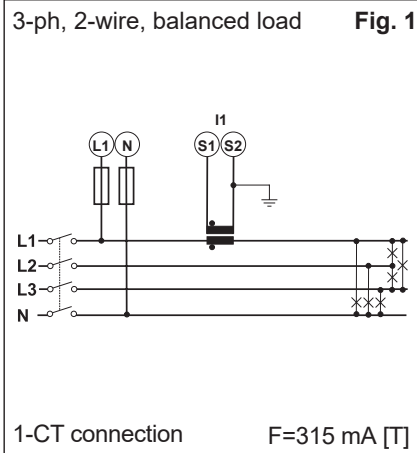 3-ph, 2-wire, balanced load Fig. 1
I1
L1 N S1 S2
L1
L2
L3
N
1-CT connection F=315 mA [T]